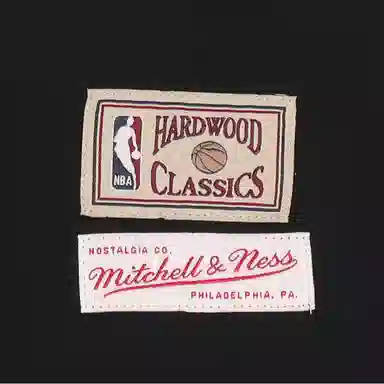 HARDWOOD
NBA
CLASSICS
NOSTALGIA CO.
Mitchell & Ness
PHILADELPHIA, PA.